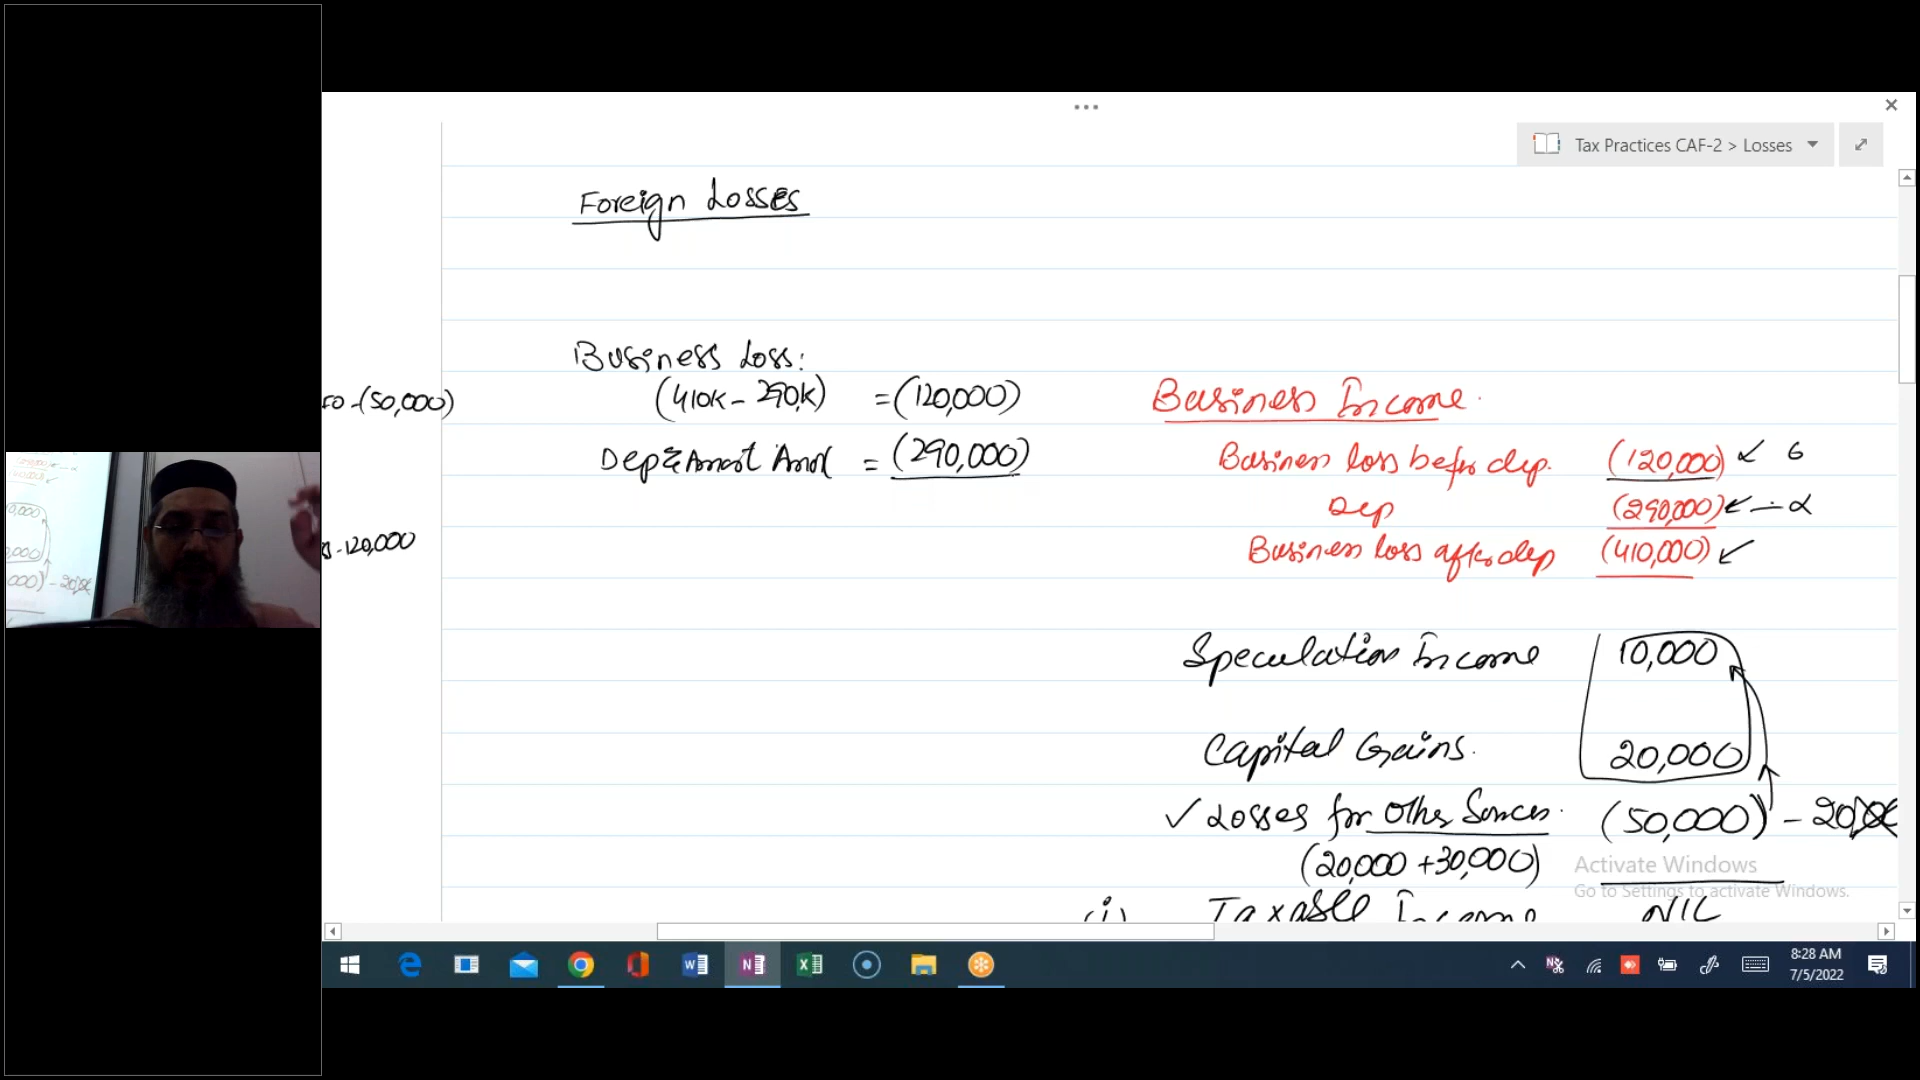 Tax Practices CAF-2 > Losses
Foreign Losses
Business Loss:
(410K - 290K) = (120,000)
= (290,000)
-(50,000)
-120,000
Business Income.
Business loss before dep. (120,000) 6
Dep (290,000) - 2
Business loss after dep (410,000)
Speculation Income 10,000
Capital Gains. 20,000
✓ Losses for Other Sources. (50,000) - 20,
(20,000 + 30,000)
(i) Taxable Income NIL
Activate Windows
Go to Settings to activate Windows.
8:28 AM
7/5/2022